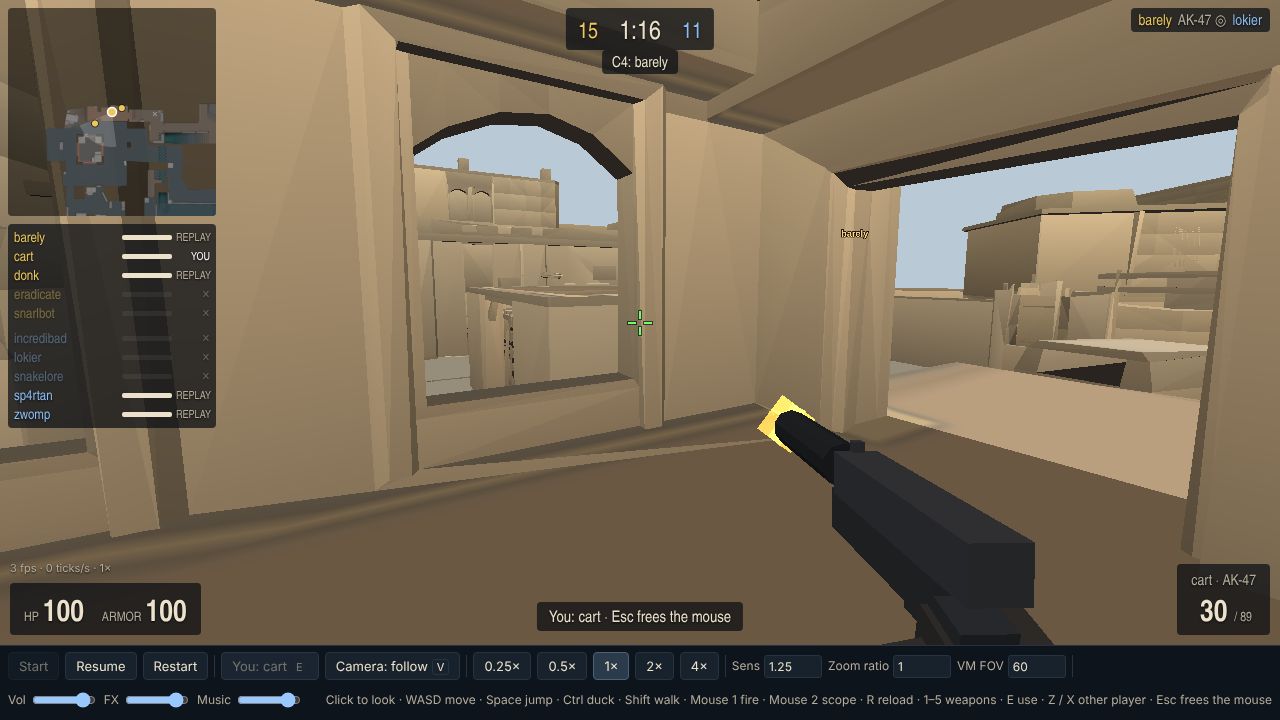 15 1:16 11
C4: barely
barely AK-47 lokier
barely REPLAY
cart YOU
donk REPLAY
eradicate ×
snarlbot ×
incredibad ×
lokier ×
snakelore ×
sp4rtan REPLAY
zwomp REPLAY
barely
3 fps · 0 ticks/s · 1×
HP 100 ARMOR 100
You: cart · Esc frees the mouse
cart · AK-47
30 / 89
Start Resume Restart You: cart E Camera: follow V 0.25× 0.5× 1× 2× 4× Sens 1.25 Zoom ratio 1 VM FOV 60
Vol FX Music Click to look · WASD move · Space jump · Ctrl duck · Shift walk · Mouse 1 fire · Mouse 2 scope · R reload · 1–5 weapons · E use · Z / X other player · Esc frees the mouse